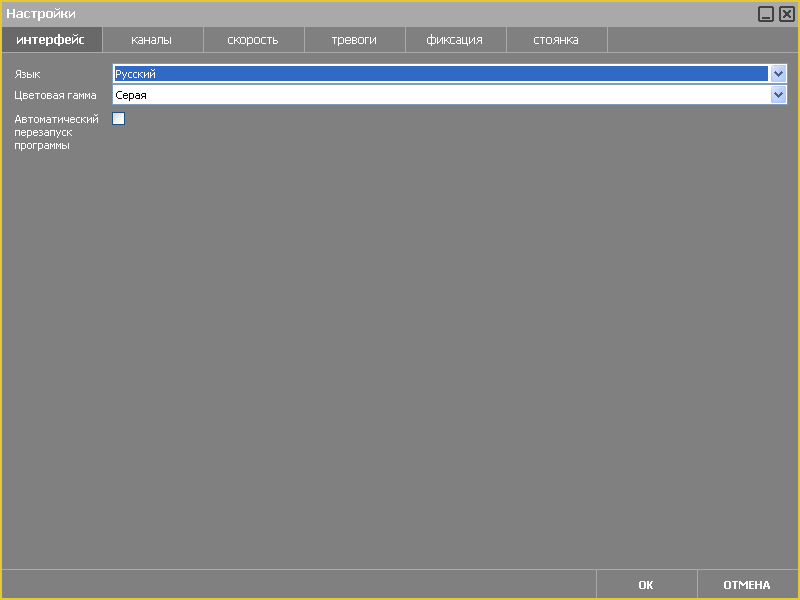 Настройки
интерфейс каналы скорость тревоги фиксация стоянка
Язык Русский
Цветовая гамма Серая
Автоматический
перезапуск
программы
ОК ОТМЕНА